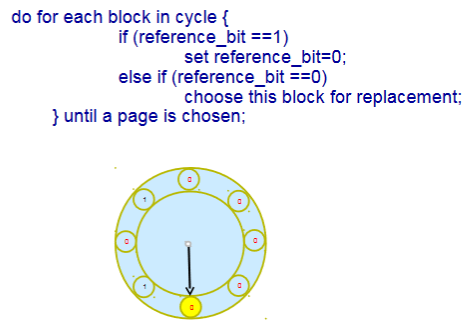 do for each block in cycle {
if (reference_bit ==1)
set reference_bit=0;
else if (reference_bit ==0)
choose this block for replacement;
} until a page is chosen;
0
1
0
0
0
1
0
0